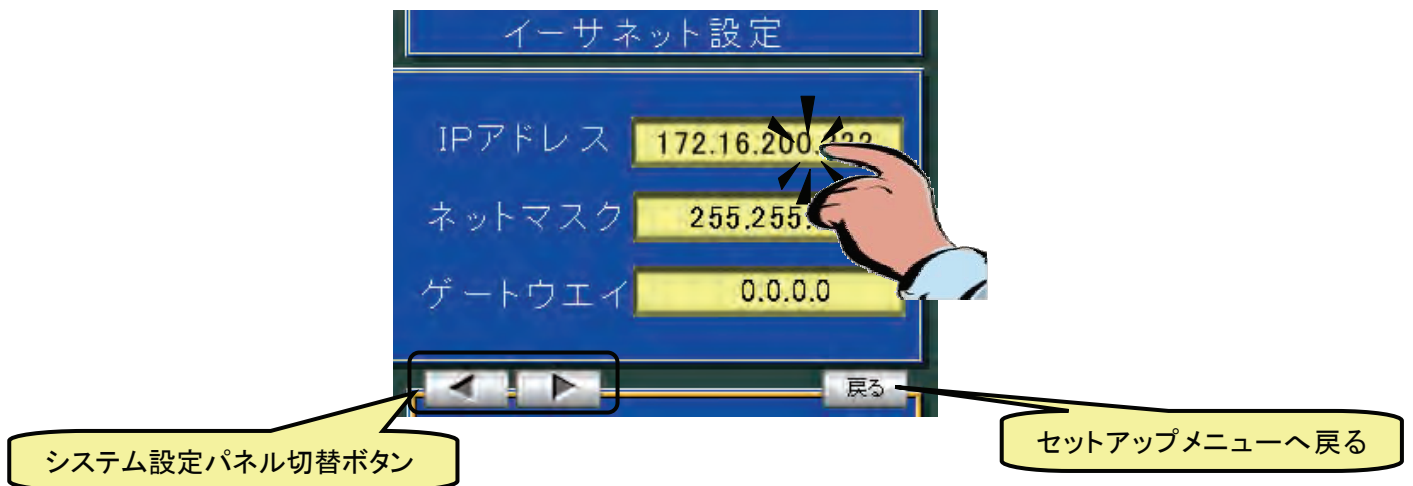 イーサネット設定
IPアドレス 172.16.200.
ネットマスク 255.255.
ゲートウエイ 0.0.0.0
戻る
システム設定パネル切替ボタン
セットアップメニューへ戻る